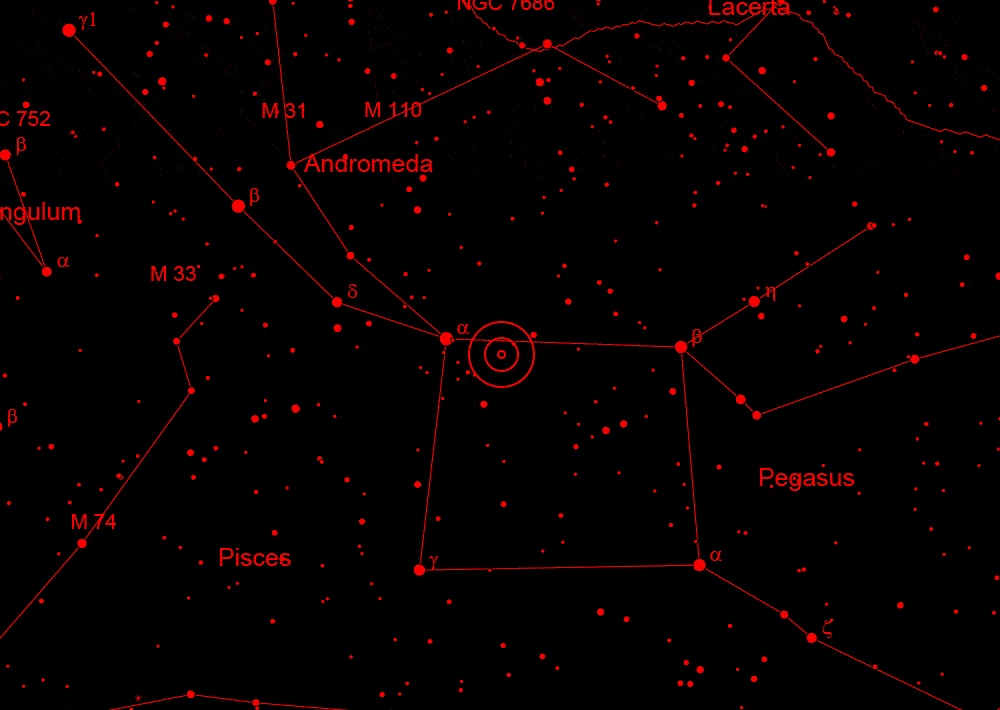 NGC 7686
Lacerta
γ1
M 31
M 110
C 752
β
Andromeda
β
ngulum
α
M 33
δ
η
α
β
β
Pegasus
M 74
Pisces
γ
α
ζ